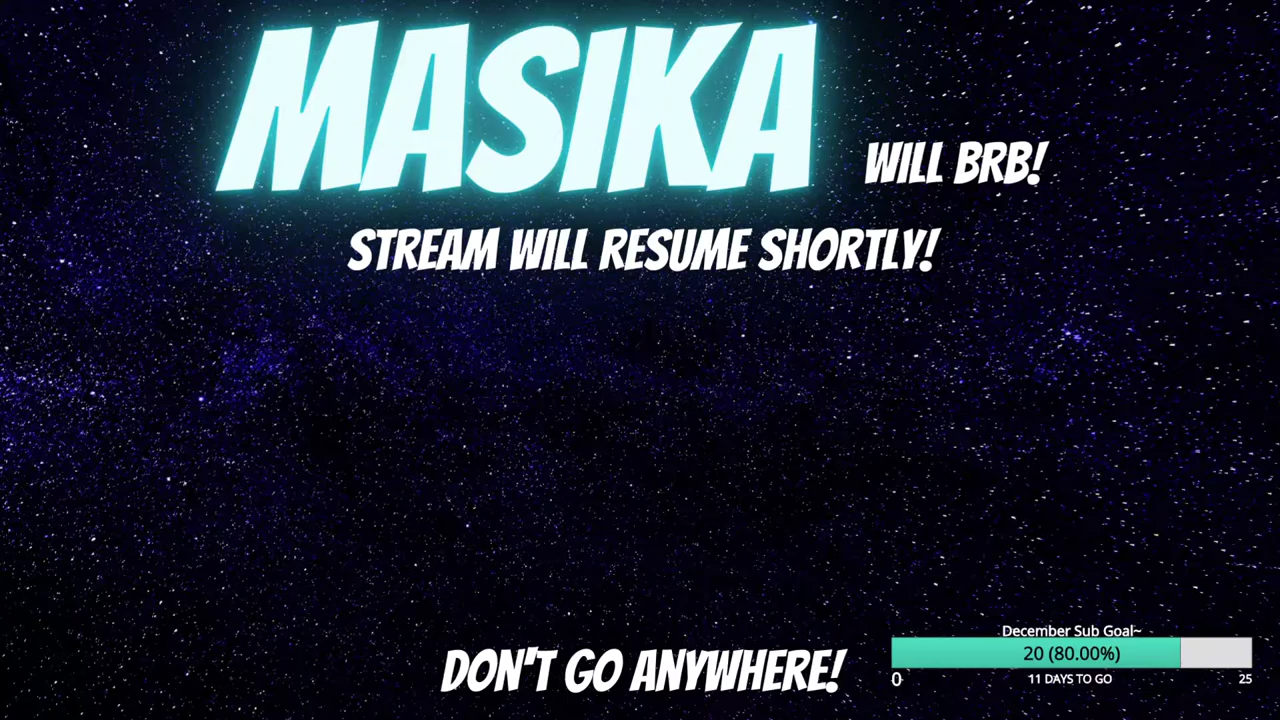 MASIKA WILL BRB!
STREAM WILL RESUME SHORTLY!
DON'T GO ANYWHERE!
December Sub Goal~
20 (80.00%)
0 11 DAYS TO GO 25